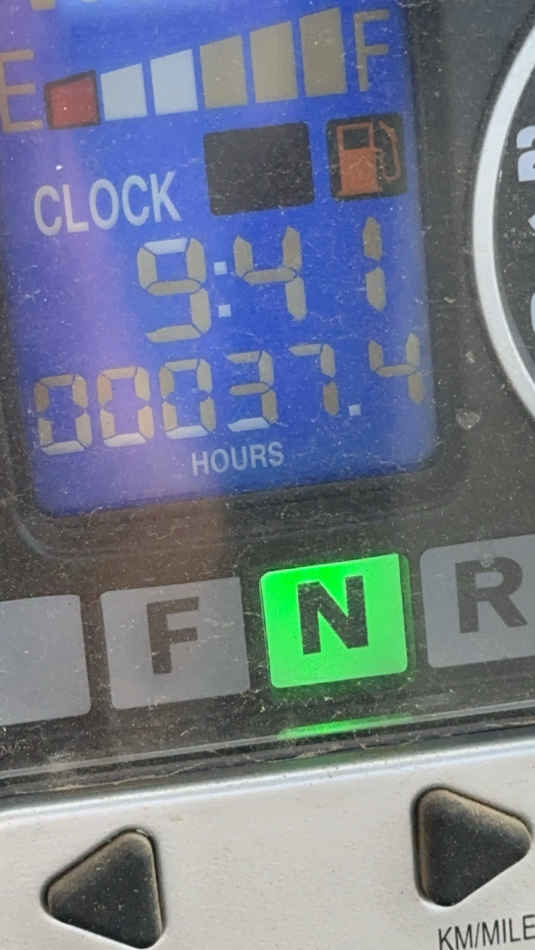 E F
CLOCK
9:41
00037.4
HOURS
F N R
KM/MILE